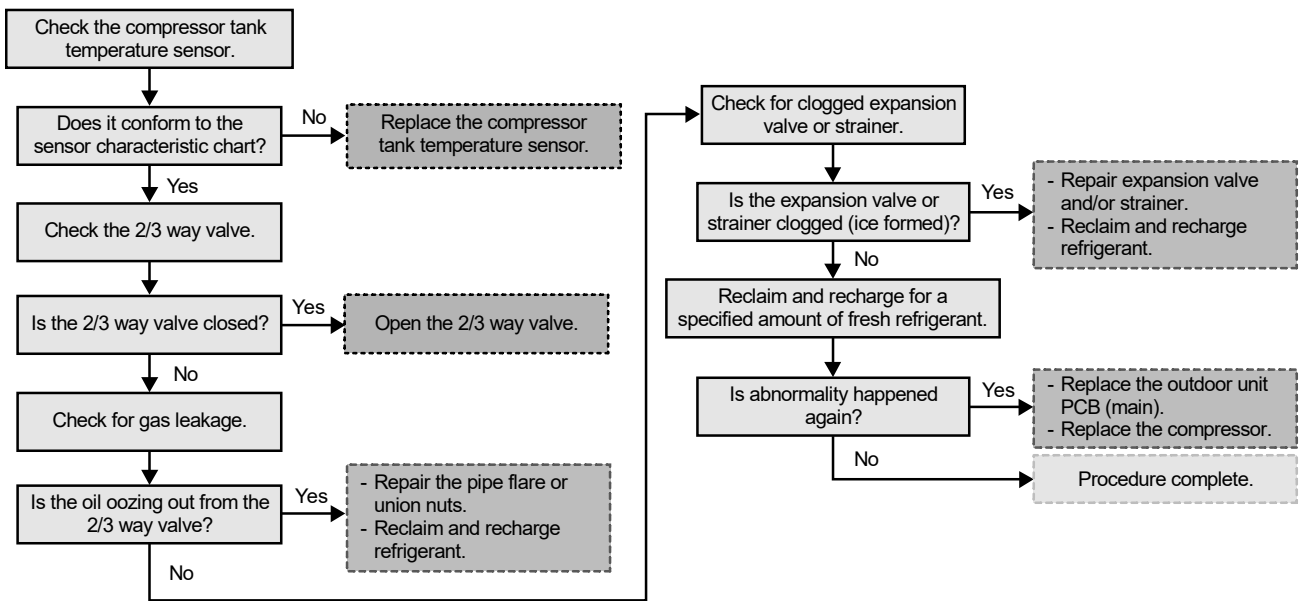 Check the compressor tank
temperature sensor.
Does it conform to the
sensor characteristic chart?
No
Replace the compressor
tank temperature sensor.
Yes
Check the 2/3 way valve.
Is the 2/3 way valve closed?
Yes
Open the 2/3 way valve.
No
Check for gas leakage.
Is the oil oozing out from the
2/3 way valve?
Yes
- Repair the pipe flare or
union nuts.
- Reclaim and recharge
refrigerant.
No
Check for clogged expansion
valve or strainer.
Is the expansion valve or
strainer clogged (ice formed)?
Yes
- Repair expansion valve
and/or strainer.
- Reclaim and recharge
refrigerant.
No
Reclaim and recharge for a
specified amount of fresh refrigerant.
Is abnormality happened
again?
Yes
- Replace the outdoor unit
PCB (main).
- Replace the compressor.
No
Procedure complete.